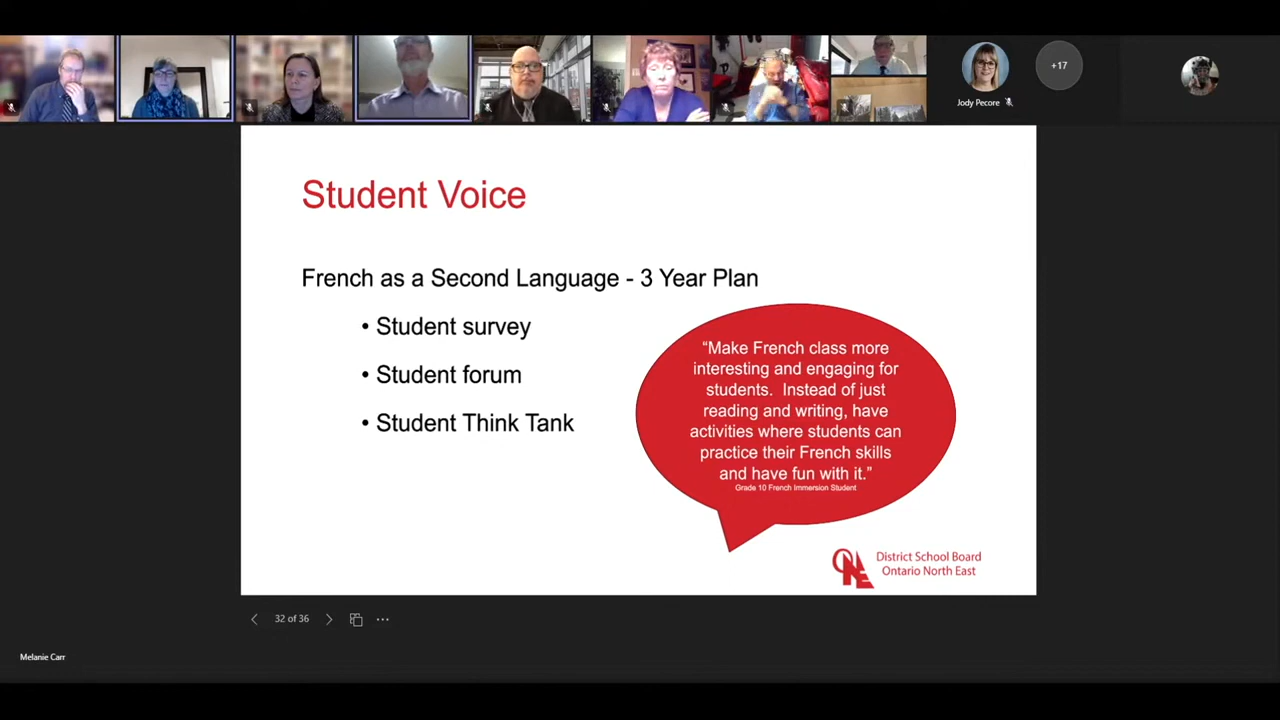 +17
Jody Pecore
Student Voice
French as a Second Language - 3 Year Plan
• Student survey
• Student forum
• Student Think Tank
“Make French class more
interesting and engaging for
students. Instead of just
reading and writing, have
activities where students can
practice their French skills
and have fun with it.”
Grade 10 French Immersion Student
ONE
District School Board
Ontario North East
32 of 36
Melanie Carr